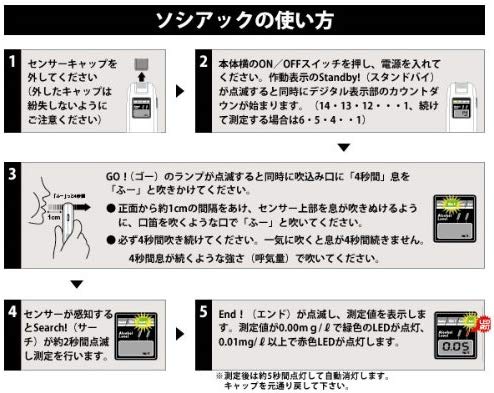 ソシアックの使い方
1
センサーキャップを
外してください
（外したキャップは
紛失しないように
ご注意ください）
2
本体横のON／OFFスイッチを押し、電源を入れて
ください。作動表示のStandby!（スタンドバイ）
が点滅すると同時にデジタル表示部のカウントダ
ウンが始まります。（14・13・12・・・1、続け
て測定する場合は6・5・4・・1）
3
「ふー」っと4秒間
1cm
GO！（ゴー）のランプが点滅すると同時に吹込み口に「4秒間」息を
「ふー」と吹きかけてください。
●正面から約1cmの間隔をあけ、センサー上部を息が吹きぬけるよう
に、口笛を吹くような口で「ふー」と吹いてください。
●必ず4秒間吹き続けてください。一気に吹くと息が4秒間続きません。
4秒間息が続くような強さ（呼気量）で吹いてください。
Alcohol
Level
4
センサーが感知す
るとSearch!（サー
チ）が約2秒間点滅
し測定を行います。
Alcohol
Level
5
End！（エンド）が点滅し、測定値を表示しま
す。測定値が0.00mg/ℓで緑色のLEDが点灯、
0.01mg/ℓ以上で赤色LEDが点灯します。
LED
点灯
Alcohol
Level
0.05
※測定後は約5秒間点灯して自動消灯します。
キャップを元通り戻して下さい。